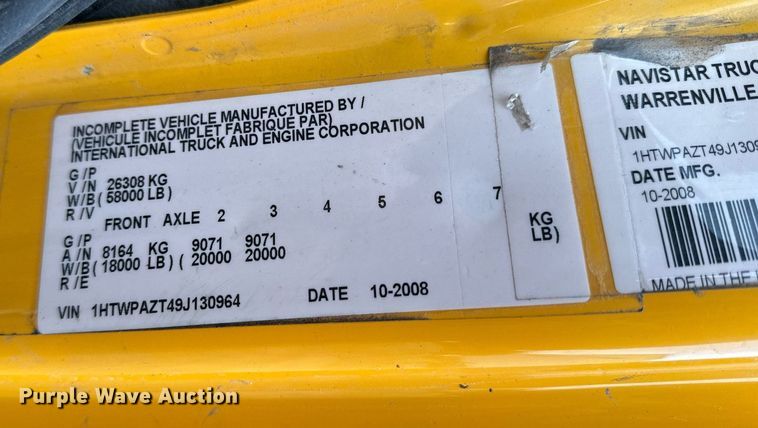 INCOMPLETE VEHICLE MANUFACTURED BY /
(VEHICULE INCOMPLET FABRIQUE PAR)
INTERNATIONAL TRUCK AND ENGINE CORPORATION
G / P
V / N 26308 KG
W/B ( 58000 LB)
R / V
FRONT AXLE 2 3 4 5 6 7
G / P
A / N 8164 KG 9071 9071 KG
W/B ( 18000 LB) ( 20000 20000 LB)
R / E
VIN 1HTWPAZT49J130964 DATE 10-2008
NAVISTAR TRUC
WARRENVILLE,
VIN
1HTWPAZT49J1309
DATE MFG.
10-2008
MADE IN THE
Purple Wave Auction